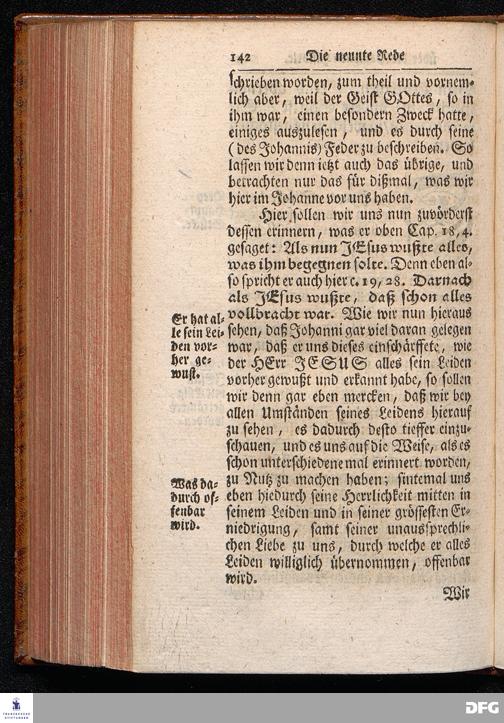 142 Die neunte Rede
schrieben worden, zum theil und vornem-
lich aber, weil der Geist GOttes, so in
ihm war, einen besondern Zweck hatte,
einiges auszulesen, und es durch seine
(des Johannis) Feder zu beschreiben. So
lassen wir denn ietzt auch das übrige, und
betrachten nur das für dißmal, was wir
hier im Johanne vor uns haben.
Hier sollen wir uns nun zuvörderst
dessen erinnern, was er oben Cap. 18, 4.
gesaget: Als nun JEsus wußte alles,
was ihm begegnen solte. Denn eben al-
so spricht er auch hier c. 19, 28. Darnach
als JEsus wußte, daß schon alles
vollbracht war. Wie wir nun hieraus
sehen, daß Johanni gar viel daran gelegen
war, daß er uns dieses einschärffete, wie
der HErr JESUS alles sein Leiden
vorher gewußt und erkannt habe, so sollen
wir denn gar eben mercken, daß wir bey
allen Umständen seines Leidens hierauf
zu sehen, es dadurch desto tieffer einzu-
schauen, und es uns auf die Weise, als es
schon unterschiedene mal erinnert worden,
zu Nutz zu machen haben; sintemal uns
eben hiedurch seine Herrlichkeit mitten in
seinem Leiden und in seiner grössesten Er-
niedrigung, samt seiner unaussprechli-
chen Liebe zu uns, durch welche er alles
Leiden williglich übernommen, offenbar
wird.
Wir
Er hat al-
le sein Lei-
den vor-
her ge-
wust.
Was da-
durch of-
fenbar
wird.
FRANCKESCHE
STIFTUNGEN
DFG